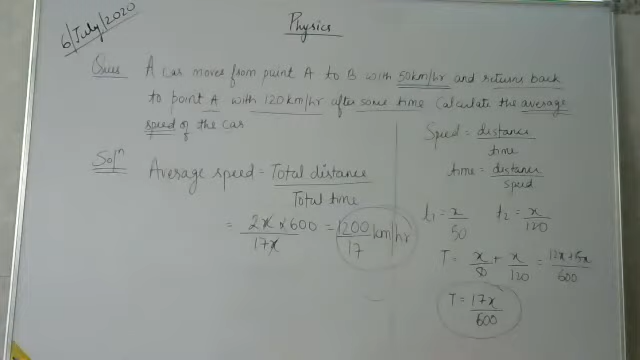 6/July/2020
Physics
Ques A car moves from point A to B with 50km/hr and returns back
to point A with 120km/hr after some time Calculate the average
speed of the car
Solⁿ Average speed = Total distance
Total time
= 2x × 600 = 1200 km/hr
17x 17
Speed = distance
time
time = distance
speed
t₁ = x t₂ = x
50 120
T = x + x = 12x+5x
50 120 600
T = 17x
600